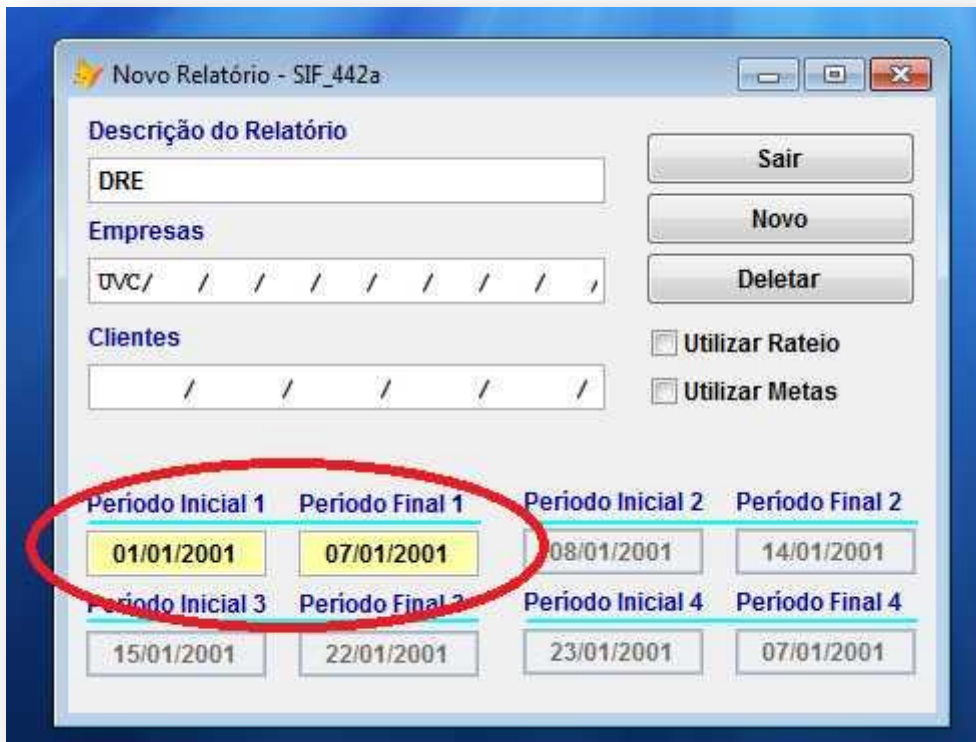 Novo Relatório - SIF_442a
Descrição do Relatório
DRE
Sair
Novo
Deletar
Empresas
UVC/ / / / / / / / /
Clientes
/ / / / /
Utilizar Rateio
Utilizar Metas
Período Inicial 1 Período Final 1 Período Inicial 2 Período Final 2
01/01/2001 07/01/2001 08/01/2001 14/01/2001
Período Inicial 3 Período Final 3 Período Inicial 4 Período Final 4
15/01/2001 22/01/2001 23/01/2001 07/01/2001